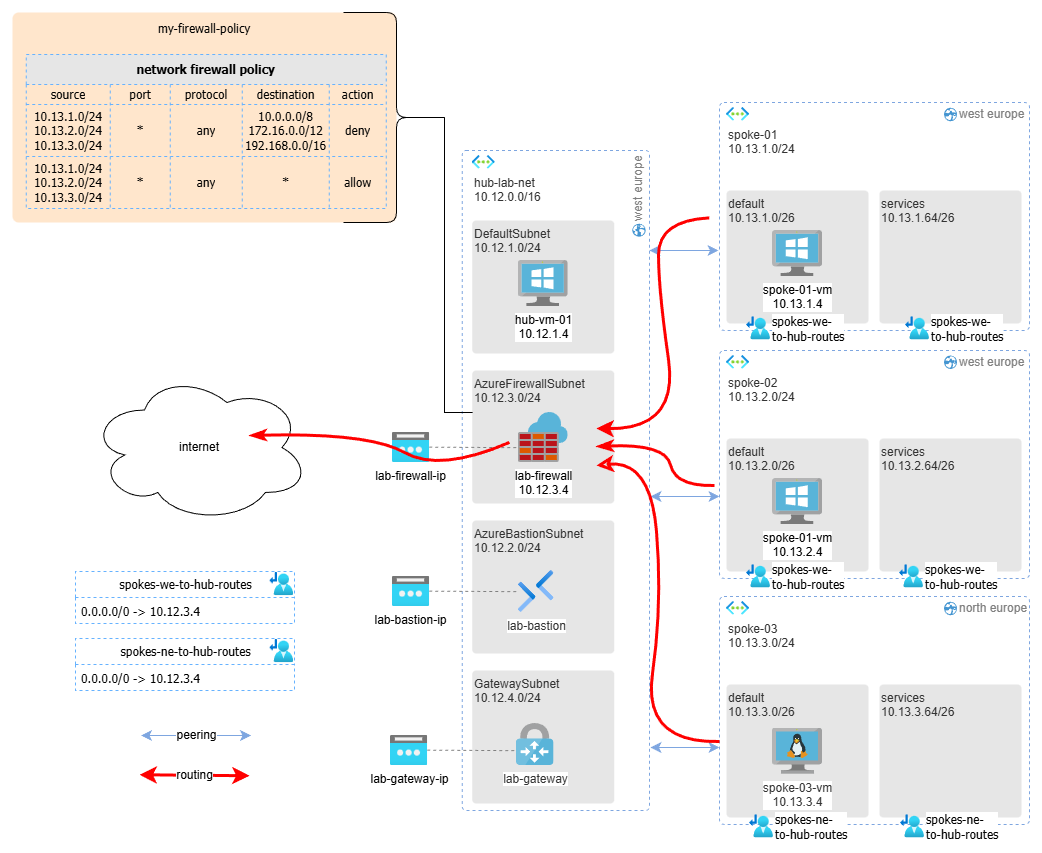 my-firewall-policy
network firewall policy
source port protocol destination action
10.13.1.0/24
10.13.2.0/24
10.13.3.0/24
*
any
10.0.0.0/8
172.16.0.0/12
192.168.0.0/16
deny
10.13.1.0/24
10.13.2.0/24
10.13.3.0/24
*
any
*
allow
hub-lab-net
10.12.0.0/16
west europe
DefaultSubnet
10.12.1.0/24
hub-vm-01
10.12.1.4
AzureFirewallSubnet
10.12.3.0/24
lab-firewall
10.12.3.4
lab-firewall-ip
internet
AzureBastionSubnet
10.12.2.0/24
lab-bastion
lab-bastion-ip
GatewaySubnet
10.12.4.0/24
lab-gateway
lab-gateway-ip
spokes-we-to-hub-routes
0.0.0.0/0 -> 10.12.3.4
spokes-ne-to-hub-routes
0.0.0.0/0 -> 10.12.3.4
peering
routing
west europe
spoke-01
10.13.1.0/24
default
10.13.1.0/26
spoke-01-vm
10.13.1.4
spokes-we-
to-hub-routes
services
10.13.1.64/26
spokes-we-
to-hub-routes
west europe
spoke-02
10.13.2.0/24
default
10.13.2.0/26
spoke-01-vm
10.13.2.4
spokes-we-
to-hub-routes
services
10.13.2.64/26
spokes-we-
to-hub-routes
north europe
spoke-03
10.13.3.0/24
default
10.13.3.0/26
spoke-03-vm
10.13.3.4
spokes-ne-
to-hub-routes
services
10.13.3.64/26
spokes-ne-
to-hub-routes